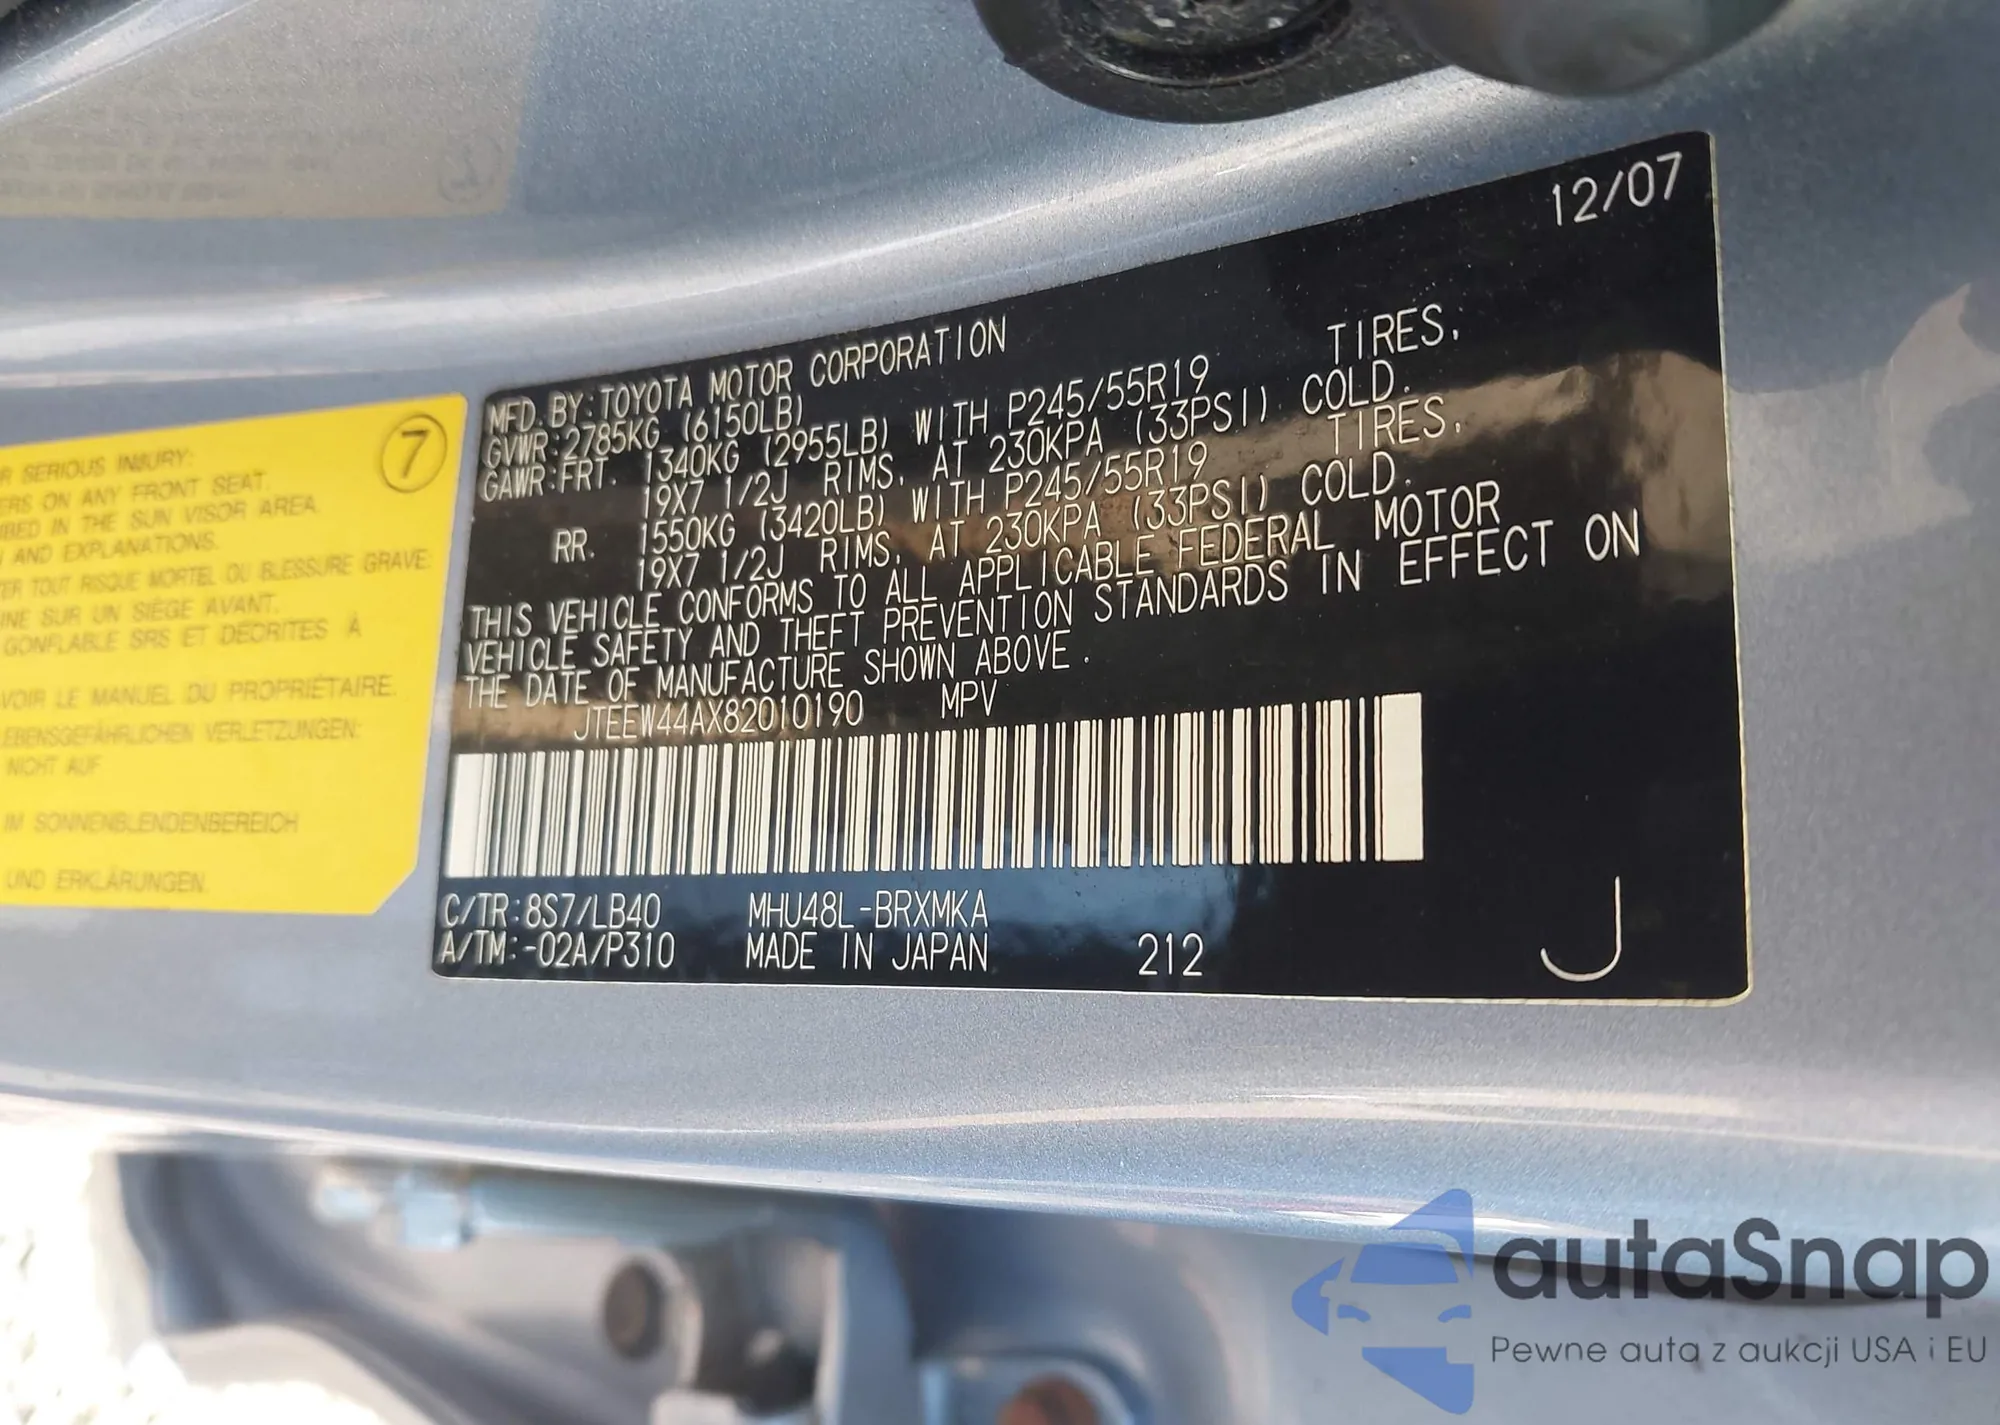 12/07
MFD. BY: TOYOTA MOTOR CORPORATION
GVWR: 2785KG (6150LB)
GAWR: FRT. 1340KG (2955LB) WITH P245/55R19 TIRES,
19X7 1/2J RIMS, AT 230KPA (33PSI) COLD.
RR. 1550KG (3420LB) WITH P245/55R19 TIRES,
19X7 1/2J RIMS, AT 230KPA (33PSI) COLD.
THIS VEHICLE CONFORMS TO ALL APPLICABLE FEDERAL MOTOR
VEHICLE SAFETY AND THEFT PREVENTION STANDARDS IN EFFECT ON
THE DATE OF MANUFACTURE SHOWN ABOVE.
JTEEW44AX82010190 MPV
C/TR: 8S7/LB40 MHU48L-BRXMKA
A/TM: -02A/P310 MADE IN JAPAN 212 J
7
SERIOUS INJURY:
ON ANY FRONT SEAT.
IN THE SUN VISOR AREA
AND EXPLANATIONS.
TOUT RISQUE MORTEL OU BLESSURE GRAVE:
SUR UN SIÈGE AVANT.
GONFLABLE SRS ET DÉCRITES À
VOIR LE MANUEL DU PROPRIÉTAIRE.
VERLETZUNGEN:
NICHT AUF
IM SONNENBLENDENBEREICH
UND ERKLÄRUNGEN.
autaSnap
Pewne auta z aukcji USA i EU